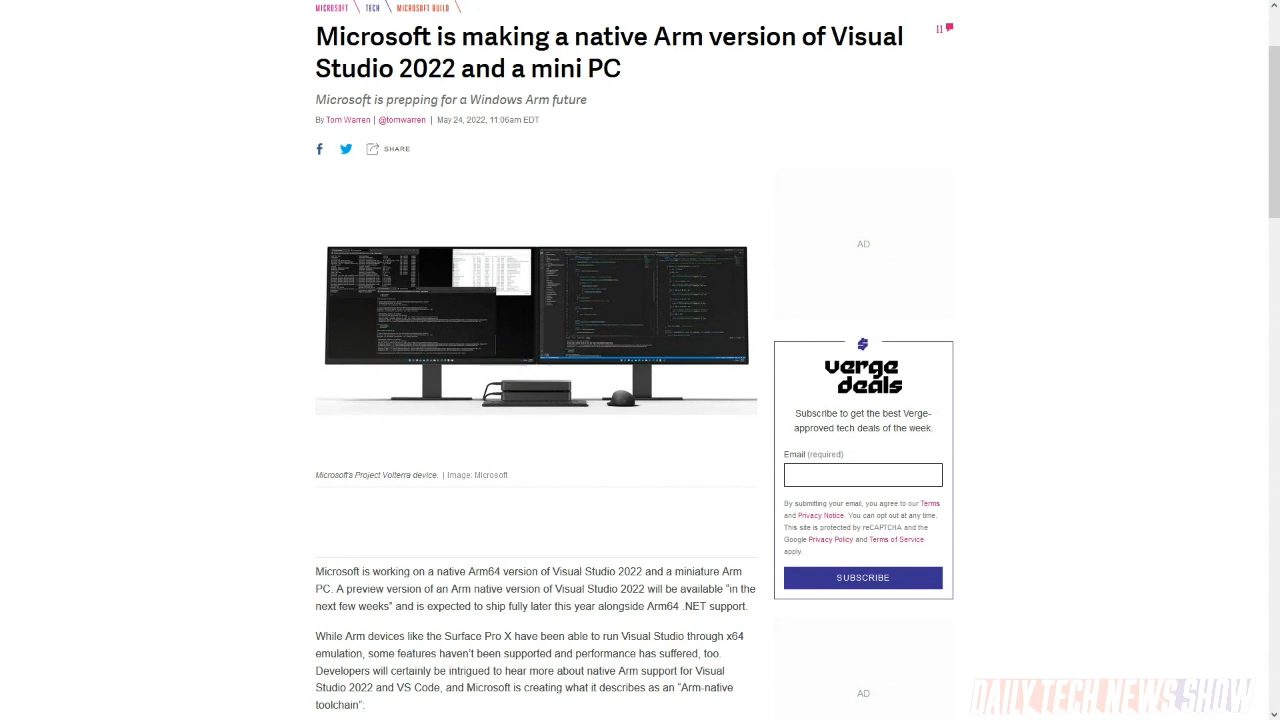 MICROSOFT \ TECH \ MICROSOFT BUILD \
Microsoft is making a native Arm version of Visual
Studio 2022 and a mini PC
11
Microsoft is prepping for a Windows Arm future
By Tom Warren | @tomwarren | May 24, 2022, 11:06am EDT
SHARE
Microsoft's Project Volterra device. | Image: Microsoft
Microsoft is working on a native Arm64 version of Visual Studio 2022 and a miniature Arm
PC. A preview version of an Arm native version of Visual Studio 2022 will be available “in the
next few weeks” and is expected to ship fully later this year alongside Arm64 .NET support.
While Arm devices like the Surface Pro X have been able to run Visual Studio through x64
emulation, some features haven’t been supported and performance has suffered, too.
Developers will certainly be intrigued to hear more about native Arm support for Visual
Studio 2022 and VS Code, and Microsoft is creating what it describes as an “Arm-native
toolchain”:
AD
verge
deals
Subscribe to get the best Verge-
approved tech deals of the week.
Email (required)
By submitting your email, you agree to our Terms
and Privacy Notice. You can opt out at any time.
This site is protected by reCAPTCHA and the
Google Privacy Policy and Terms of Service
apply.
SUBSCRIBE
AD
DAILY TECH NEWS SHOW